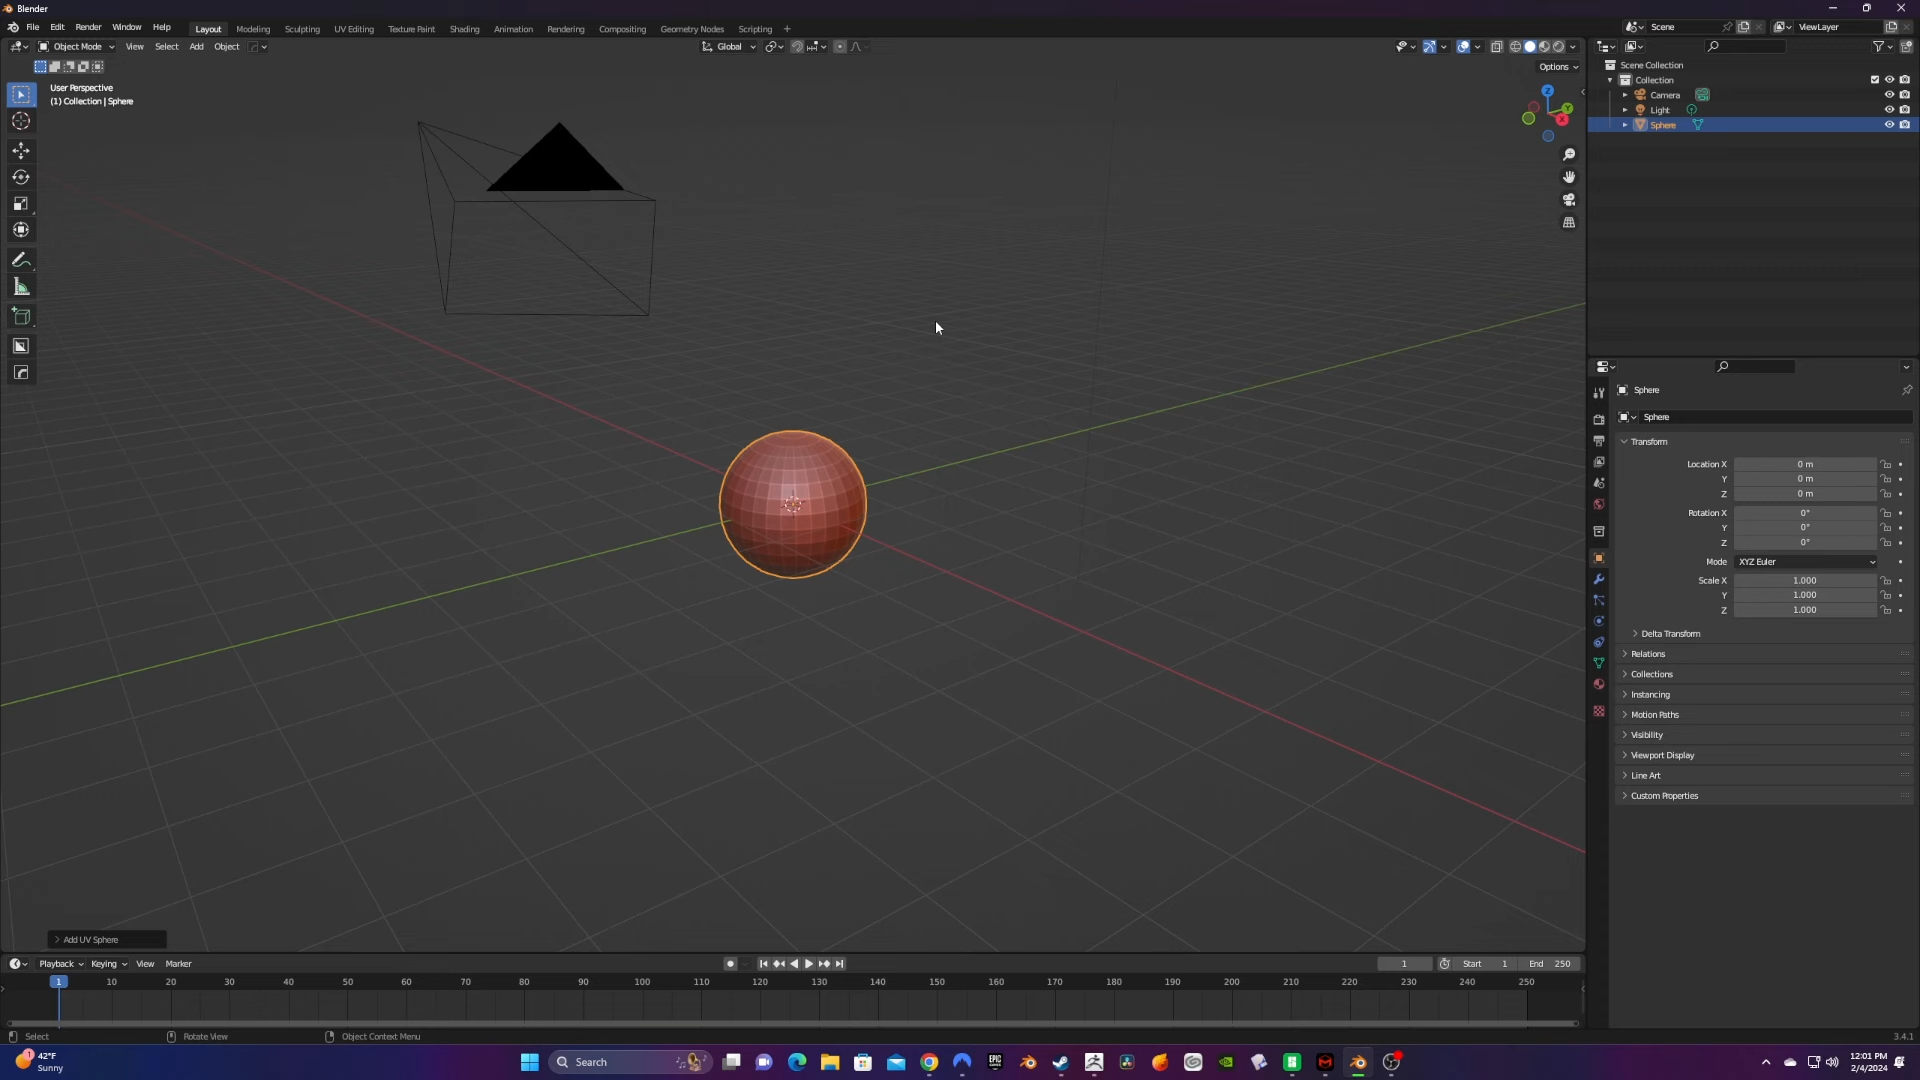 Blender
File Edit Render Window Help Layout Modeling Sculpting UV Editing Texture Paint Shading Animation Rendering Compositing Geometry Nodes Scripting + Scene ViewLayer
Object Mode View Select Add Object Global
Options
User Perspective
(1) Collection | Sphere
Z
Y
X
Scene Collection
Collection
Camera
Light
Sphere
Sphere
Sphere
Transform
Location X 0 m
Y 0 m
Z 0 m
Rotation X 0°
Y 0°
Z 0°
Mode XYZ Euler
Scale X 1.000
Y 1.000
Z 1.000
Delta Transform
Relations
Collections
Instancing
Motion Paths
Visibility
Viewport Display
Line Art
Custom Properties
Add UV Sphere
Playback Keying View Marker 1 Start 1 End 250
1 10 20 30 40 50 60 70 80 90 100 110 120 130 140 150 160 170 180 190 200 210 220 230 240 250
Select Rotate View Object Context Menu 3.4.1
1 42°F
Sunny
Search
EPIC
GAMES
12:01 PM
2/4/2024